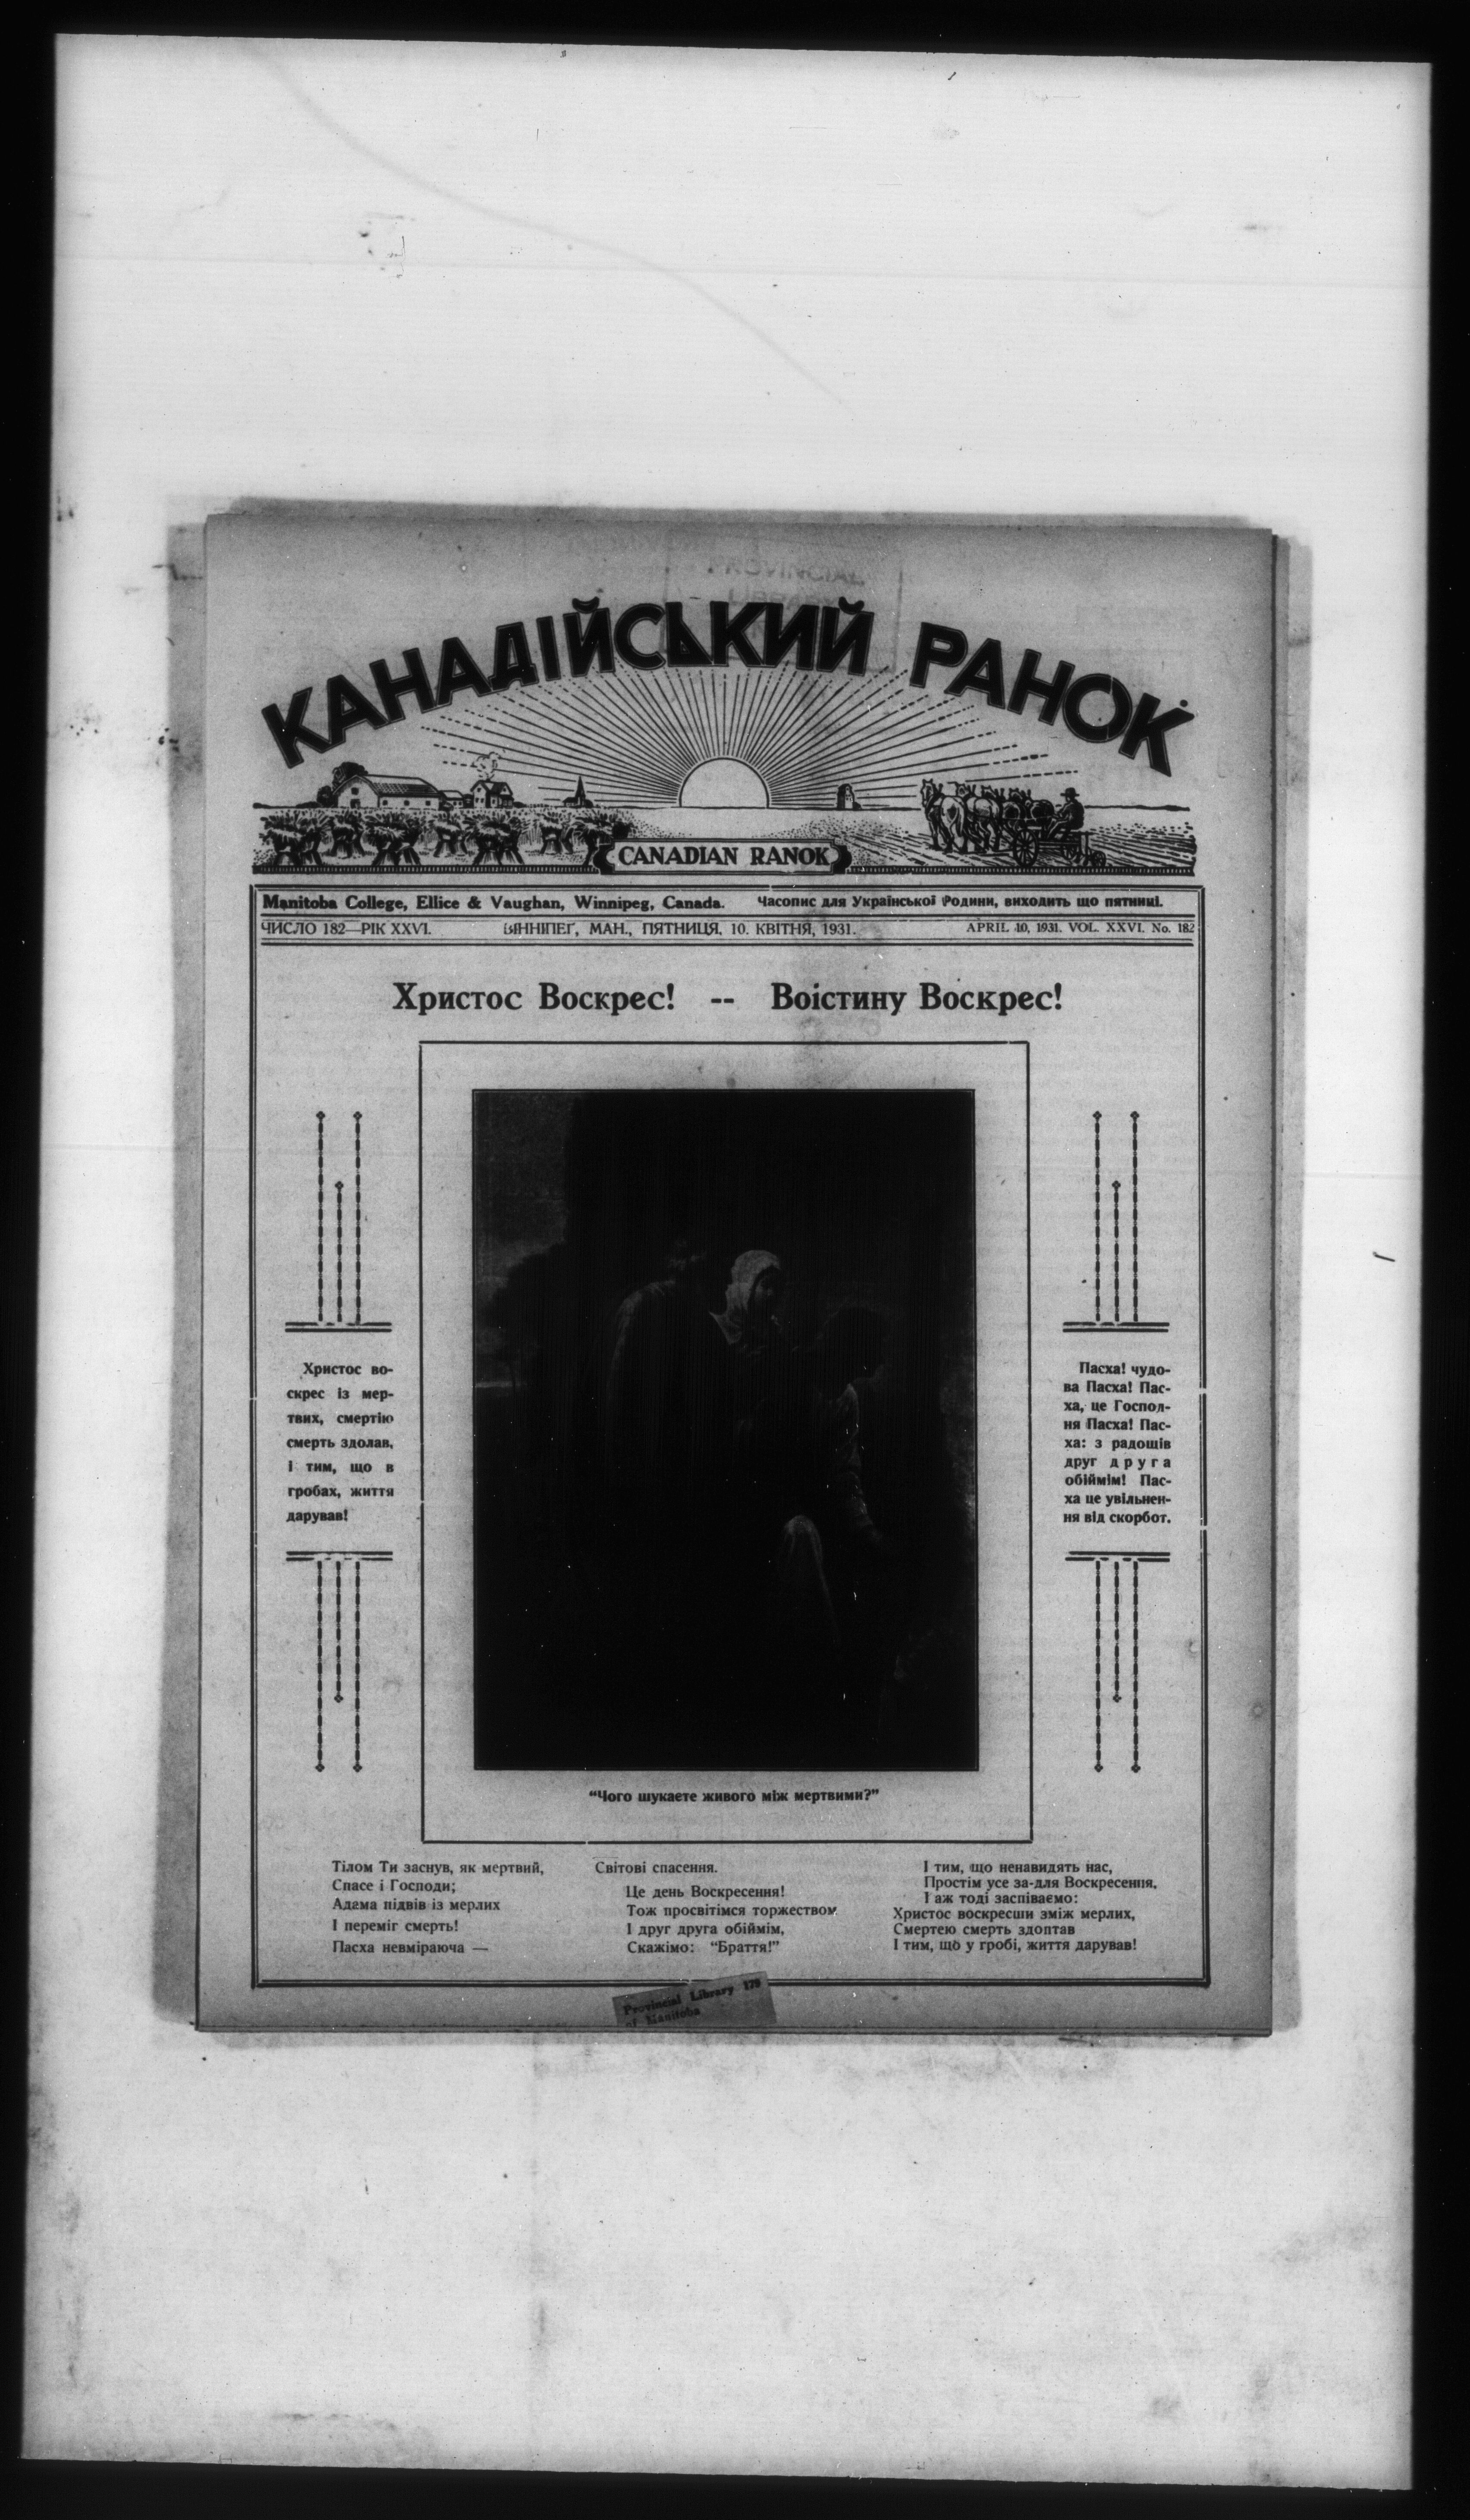 PROVINCIAL
КАНАДІЙСЬКИЙ РАНОК
CANADIAN RANOK
Manitoba College, Ellice & Vaughan, Winnipeg, Canada. Часопис для Української Родини, виходить що пятниці.
ЧИСЛО 182—РІК XXVI. ВІННІПЕҐ, МАН., ПЯТНИЦЯ, 10. КВІТНЯ, 1931. APRIL 10, 1931. VOL. XXVI. No. 182
Христос Воскрес! -- Воістину Воскрес!
Христос во-
скрес із мер-
твих, смертію
смерть здолав,
і тим, що в
гробах, життя
дарував!
Пасха! чудо-
ва Пасха! Пас-
ха, це Господ-
ня Пасха! Пас-
ха: з радощів
друг друга
обіймім! Пас-
ха це увільнен-
ня від скорбот.
“Чого шукаєте живого між мертвими?”
Тілом Ти заснув, як мертвий,
Спасе і Господи;
Адама підвів із мерлих
І переміг смерть!
Пасха невміраюча —
Світові спасення.
Це день Воскресення!
Тож просвітімся торжеством
І друг друга обіймім,
Скажімо: “Браття!”
І тим, що ненавидять нас,
Простім усе за-для Воскресення.
І аж тоді заспіваємо:
Христос воскресши зміж мерлих,
Смертею смерть здоптав
І тим, що у гробі, життя дарував!
Provincial Library 179
of Manitoba